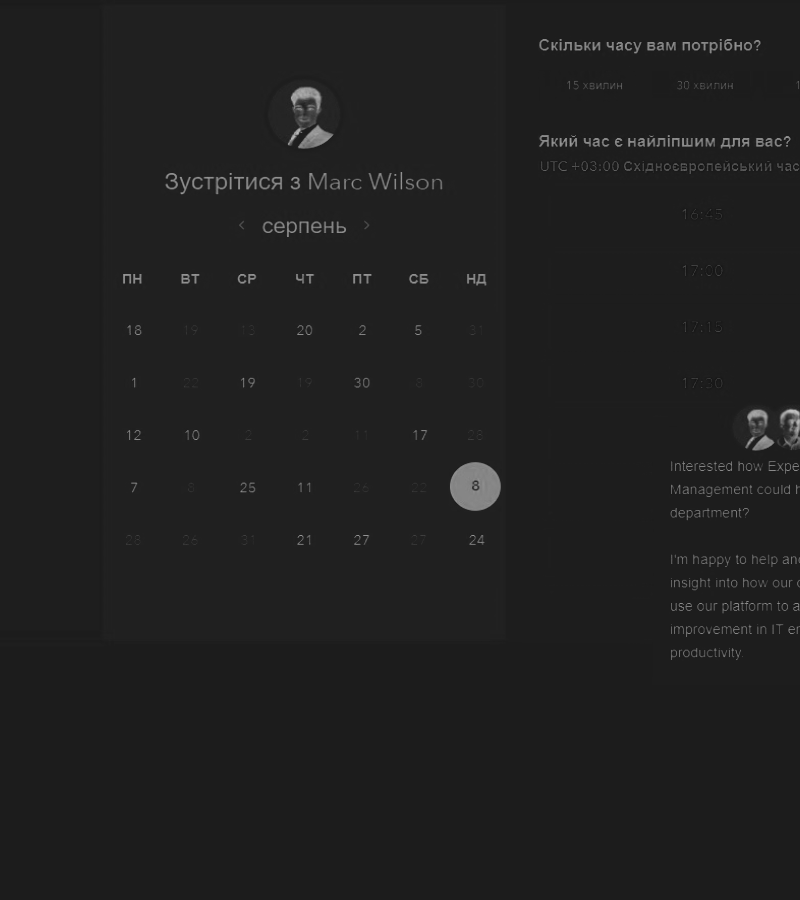 Зустрітися з Marc Wilson
‹ серпень ›
ПН ВТ СР ЧТ ПТ СБ НД
18 19 20 2 5 31
1 22 19 19 30 8 30
12 10 2 2 11 17 28
7 8 25 11 26 22 8
28 26 31 21 27 27 24
Скільки часу вам потрібно?
15 хвилин 30 хвилин 1
Який час є найліпшим для вас?
UTC +03:00 Східноєвропейський час
16:45
17:00
17:15
17:30
Interested how Expe
Management could h
department?
I'm happy to help an
insight into how our
use our platform to a
improvement in IT er
productivity.